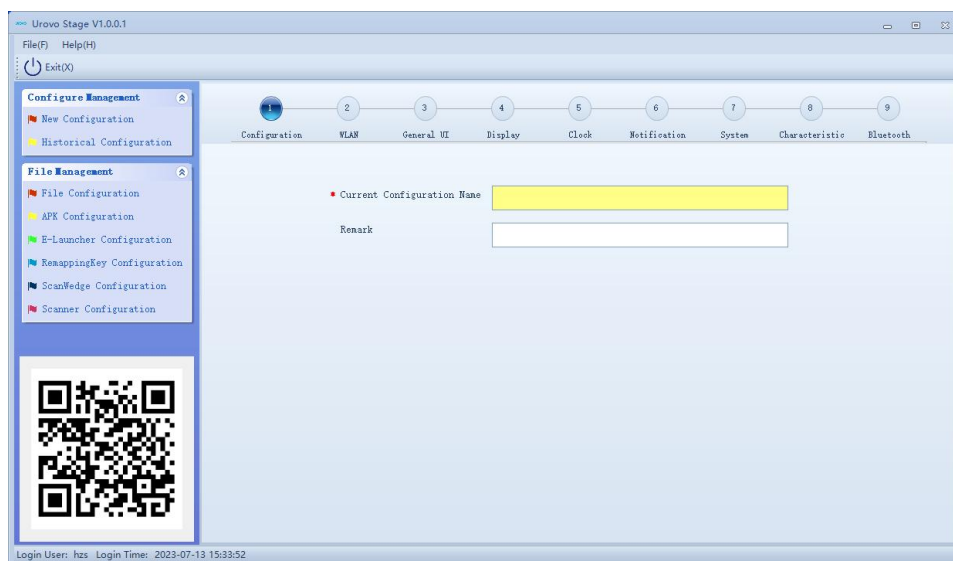 Urovo Stage V1.0.0.1
File(F) Help(H)
Exit(X)
Configure Management
New Configuration
Historical Configuration
File Management
File Configuration
APK Configuration
E-Launcher Configuration
RemappingKey Configuration
ScanWedge Configuration
Scanner Configuration
1 2 3 4 5 6 7 8 9
Configuration WLAN General UI Display Clock Notification System Characteristic Bluetooth
* Current Configuration Name
Remark
Login User: hzs Login Time: 2023-07-13 15:33:52